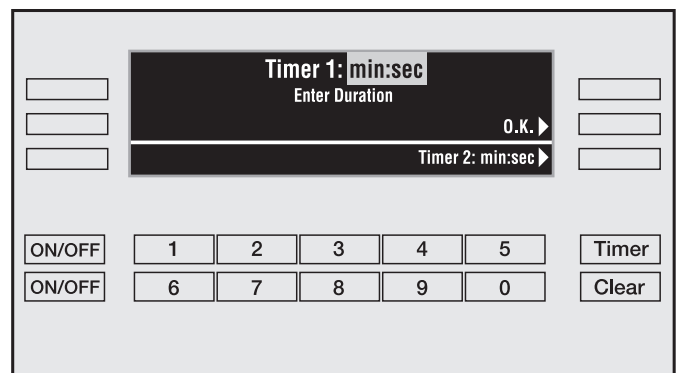 Timer 1: min:sec
Enter Duration
O.K.
Timer 2: min:sec
ON/OFF 1 2 3 4 5 Timer
ON/OFF 6 7 8 9 0 Clear